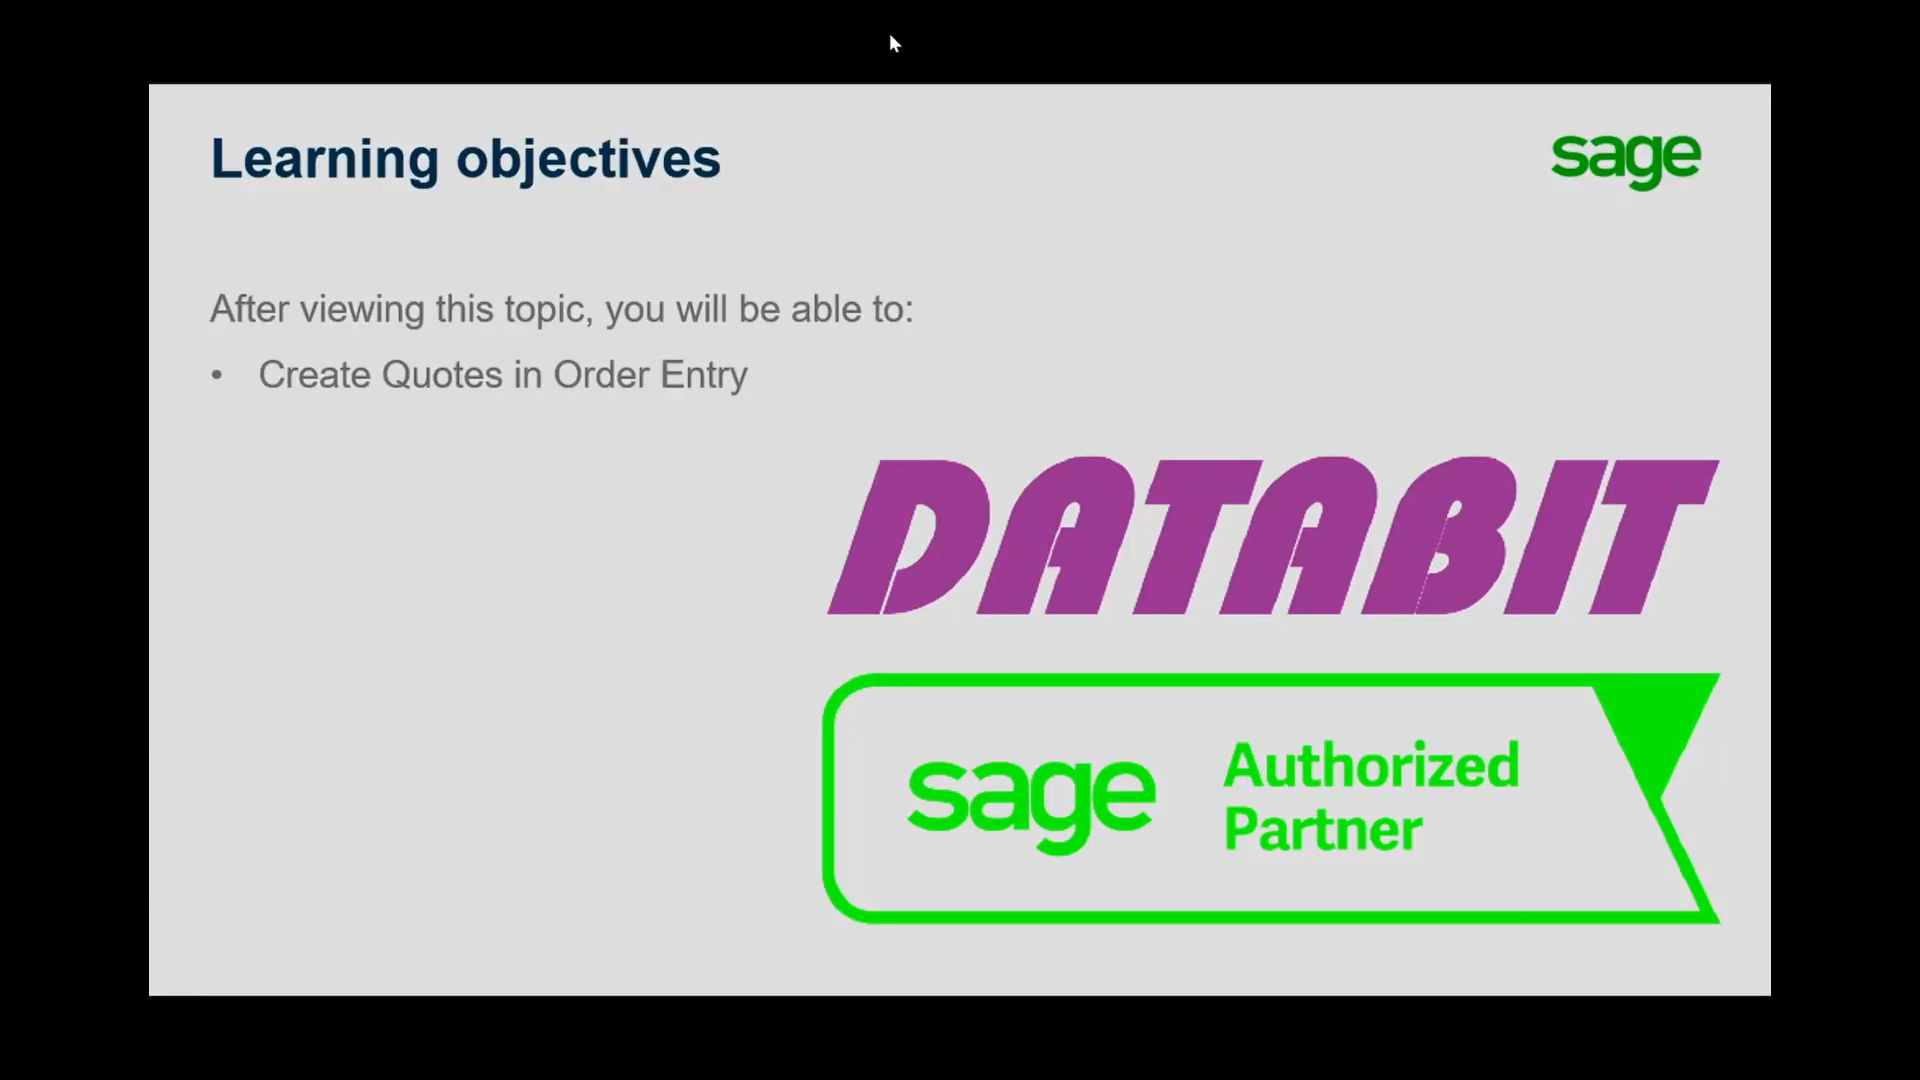 Learning objectives
sage
After viewing this topic, you will be able to:
• Create Quotes in Order Entry
DATABIT
sage
Authorized
Partner